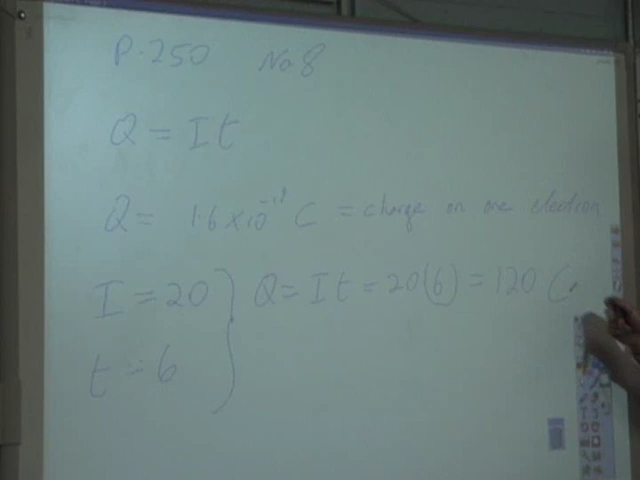 P.250 No 8
Q = It
Q = 1.6 × 10⁻¹⁹ C = charge on one electron
I = 20 } Q = It = 20(6) = 120 C
t = 6